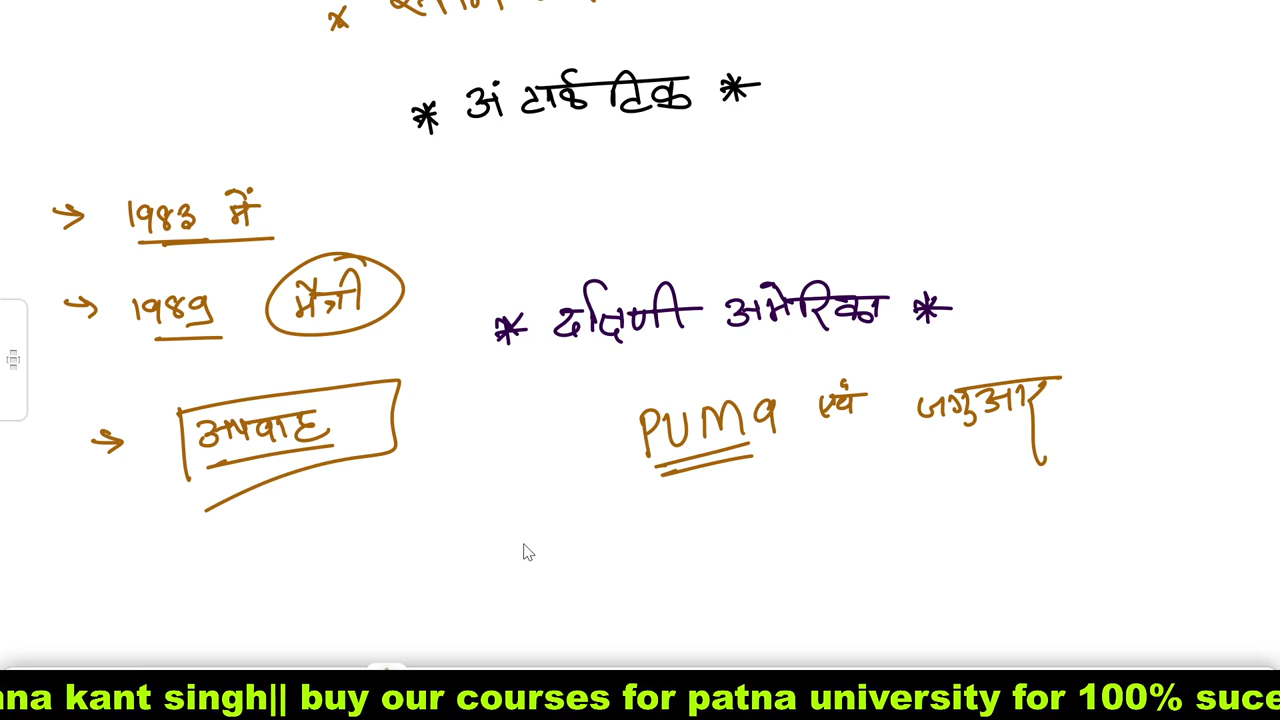 * अंटार्कटिक *
→ 1983 में
→ 1989 मैत्री
* दक्षिणी अमेरिका *
→ अपवाह
PUMA एवं जगुआर
nna kant singh|| buy our courses for patna university for 100% suce